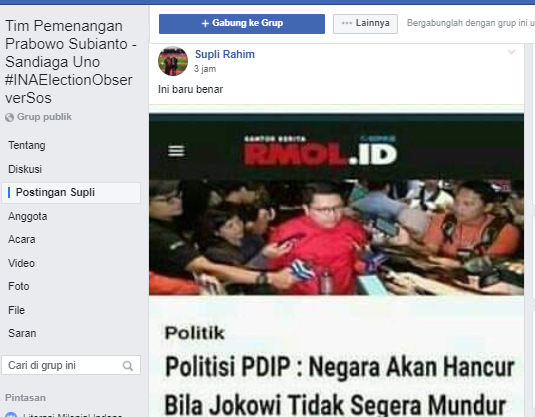 Tim Pemenangan
Prabowo Subianto -
Sandiaga Uno
#INAElectionObser
verSos
Grup publik
Tentang
Diskusi
Postingan Supli
Anggota
Acara
Video
Foto
File
Saran
Cari di grup ini
Pintasan
+ Gabung ke Grup
••• Lainnya
Bergabunglah dengan grup ini u
Supli Rahim
3 jam
Ini baru benar
KANTOR BERITA
RMOL.ID
Politik
Politisi PDIP : Negara Akan Hancur
Bila Jokowi Tidak Segera Mundur